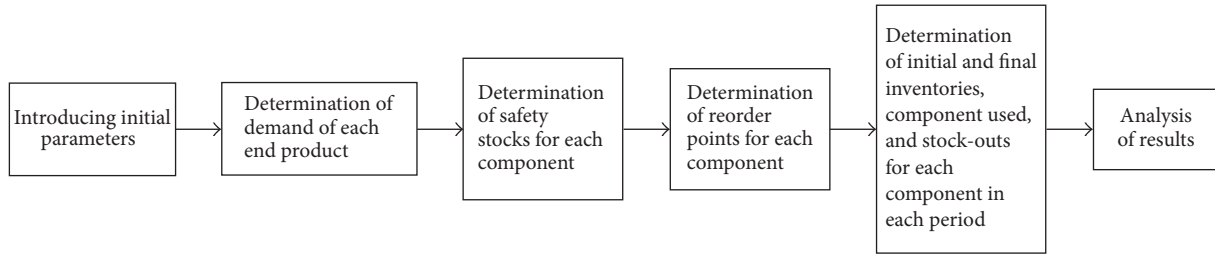 Introducing initial
parameters
Determination of
demand of each
end product
Determination
of safety
stocks for each
component
Determination
of reorder
points for each
component
Determination
of initial and final
inventories,
component used,
and stock-outs
for each
component in
each period
Analysis
of results